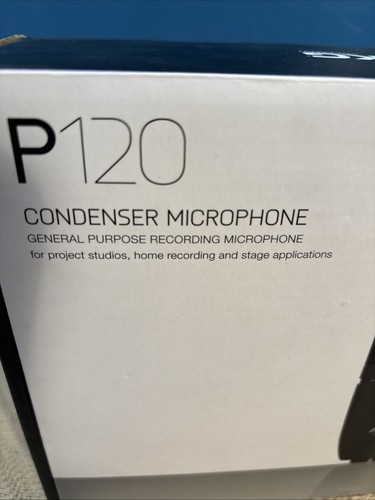 P120
CONDENSER MICROPHONE
GENERAL PURPOSE RECORDING MICROPHONE
for project studios, home recording and stage applications